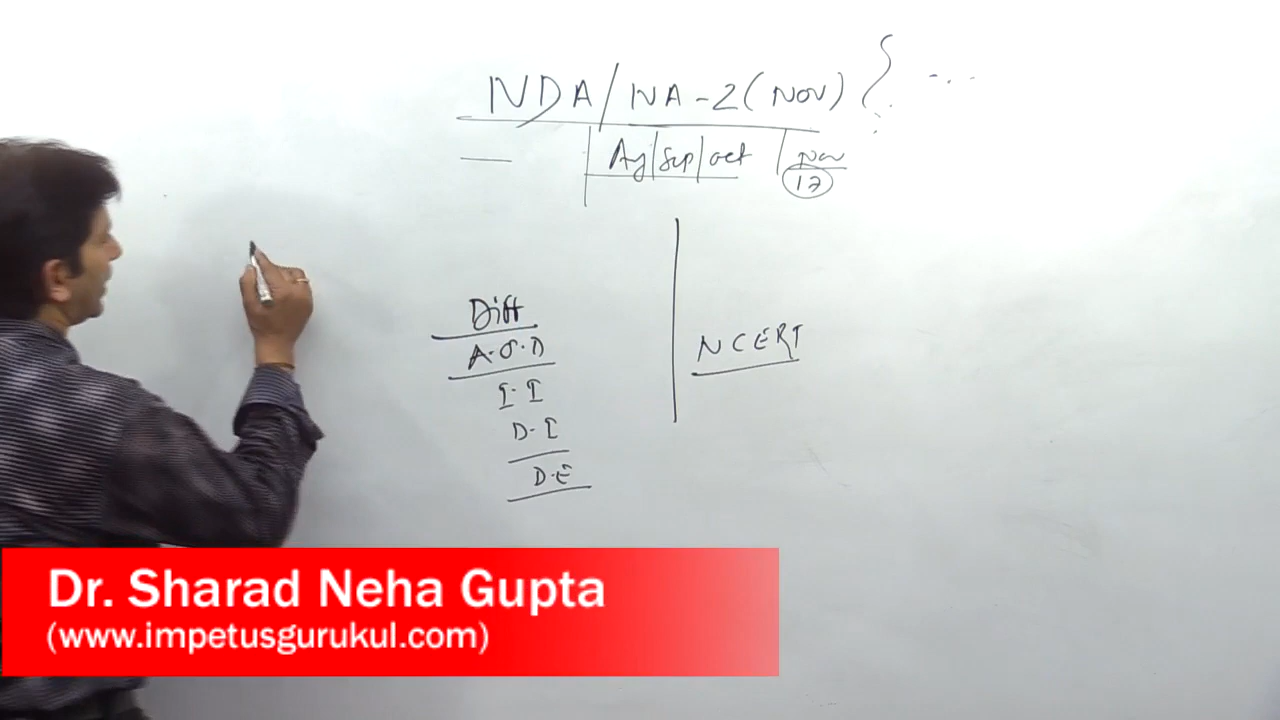 NDA/NA-2 (NOV)
Ag|Sep|oct|Nov
17
Diff
A.O.D
I.I
D.I
D.E
NCERT
Dr. Sharad Neha Gupta
(www.impetusgurukul.com)